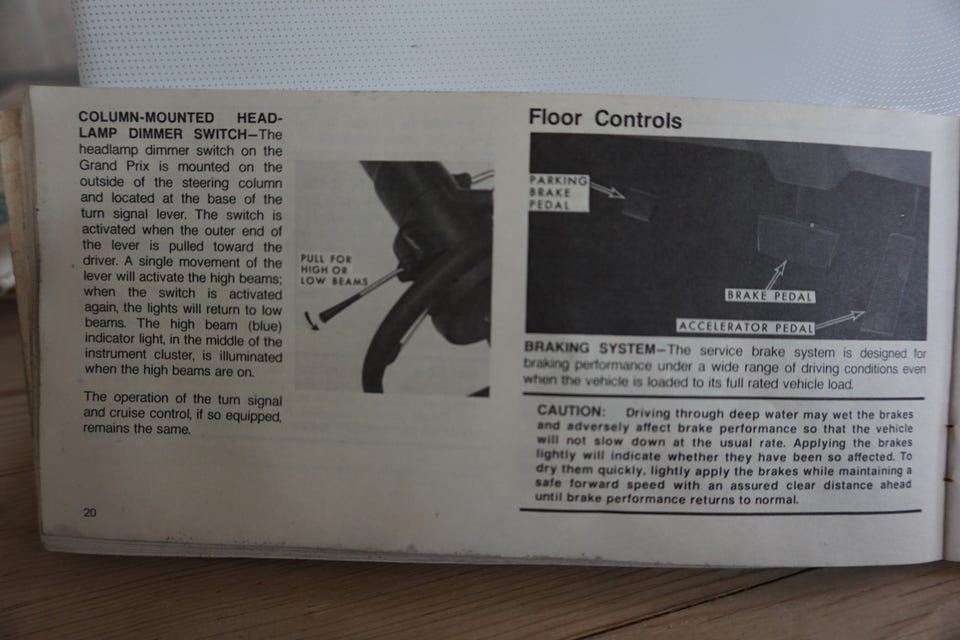 COLUMN-MOUNTED HEAD-
LAMP DIMMER SWITCH—The
headlamp dimmer switch on the
Grand Prix is mounted on the
outside of the steering column
and located at the base of the
turn signal lever. The switch is
activated when the outer end of
the lever is pulled toward the
driver. A single movement of the
lever will activate the high beams;
when the switch is activated
again, the lights will return to low
beams. The high beam (blue)
indicator light, in the middle of the
instrument cluster, is illuminated
when the high beams are on.
The operation of the turn signal
and cruise control, if so equipped,
remains the same.
PULL FOR
HIGH OR
LOW BEAMS
20
Floor Controls
PARKING
BRAKE
PEDAL
BRAKE PEDAL
ACCELERATOR PEDAL
BRAKING SYSTEM—The service brake system is designed for
braking performance under a wide range of driving conditions even
when the vehicle is loaded to its full rated vehicle load.
CAUTION: Driving through deep water may wet the brakes
and adversely affect brake performance so that the vehicle
will not slow down at the usual rate. Applying the brakes
lightly will indicate whether they have been so affected. To
dry them quickly, lightly apply the brakes while maintaining a
safe forward speed with an assured clear distance ahead
until brake performance returns to normal.